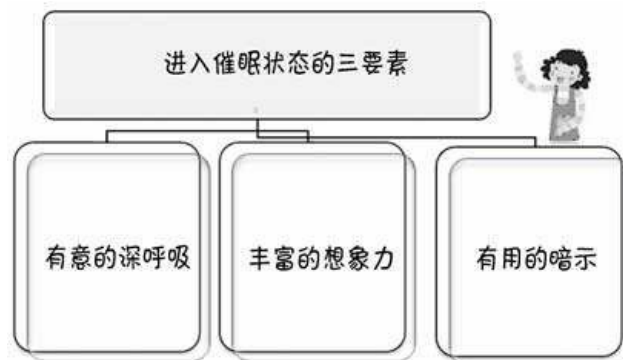 进入催眠状态的三要素
有意的深呼吸
丰富的想象力
有用的暗示